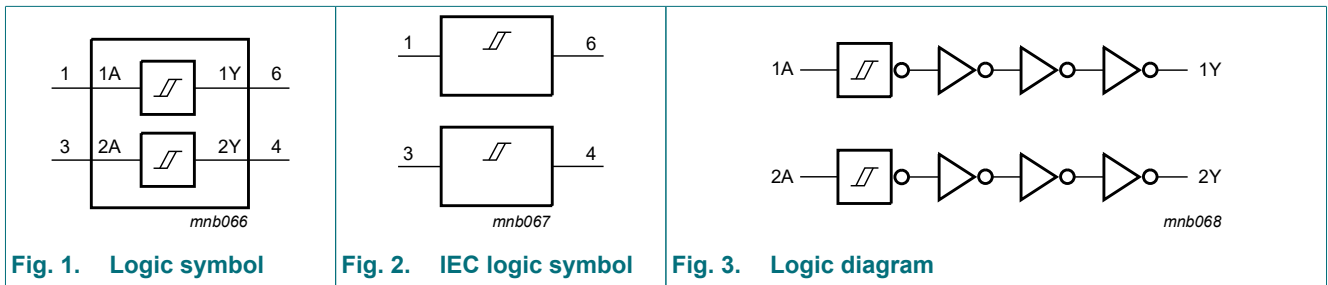 1 1A 1Y 6
3 2A 2Y 4
mnb066
Fig. 1. Logic symbol
1 6
3 4
mnb067
Fig. 2. IEC logic symbol
1A 1Y
2A 2Y
mnb068
Fig. 3. Logic diagram